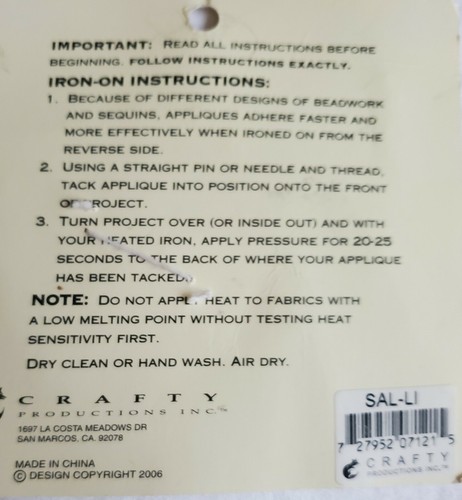 IMPORTANT: READ ALL INSTRUCTIONS BEFORE
BEGINNING. FOLLOW INSTRUCTIONS EXACTLY.
IRON-ON INSTRUCTIONS:
1. BECAUSE OF DIFFERENT DESIGNS OF BEADWORK
AND SEQUINS, APPLIQUES ADHERE FASTER AND
MORE EFFECTIVELY WHEN IRONED ON FROM THE
REVERSE SIDE.
2. USING A STRAIGHT PIN OR NEEDLE AND THREAD,
TACK APPLIQUE INTO POSITION ONTO THE FRONT
OF PROJECT.
3. TURN PROJECT OVER (OR INSIDE OUT) AND WITH
YOUR HEATED IRON, APPLY PRESSURE FOR 20-25
SECONDS TO THE BACK OF WHERE YOUR APPLIQUE
HAS BEEN TACKED.
NOTE: DO NOT APPLY HEAT TO FABRICS WITH
A LOW MELTING POINT WITHOUT TESTING HEAT
SENSITIVITY FIRST.
DRY CLEAN OR HAND WASH. AIR DRY.
CRAFTY
PRODUCTIONS INC.™
1697 LA COSTA MEADOWS DR
SAN MARCOS, CA. 92078
MADE IN CHINA
© DESIGN COPYRIGHT 2006
SAL-LI
7 27952 07121 5
CRAFTY
PRODUCTIONS INC.™